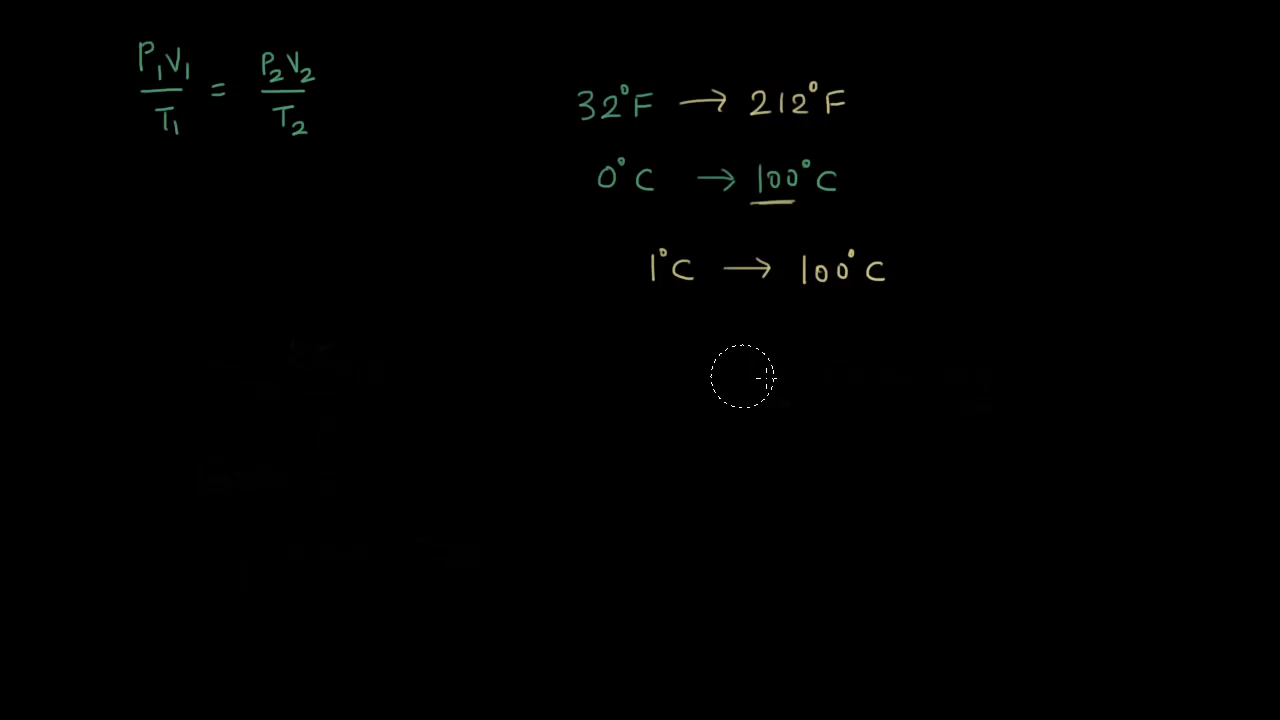 P₁V₁/T₁ = P₂V₂/T₂
32°F → 212°F
0°C → 100°C
1°C → 100°C